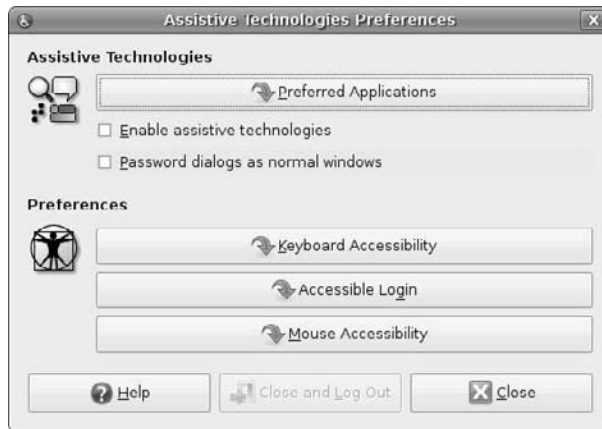 Assistive Technologies Preferences
Assistive Technologies
Preferred Applications
Enable assistive technologies
Password dialogs as normal windows
Preferences
Keyboard Accessibility
Accessible Login
Mouse Accessibility
Help
Close and Log Out
Close